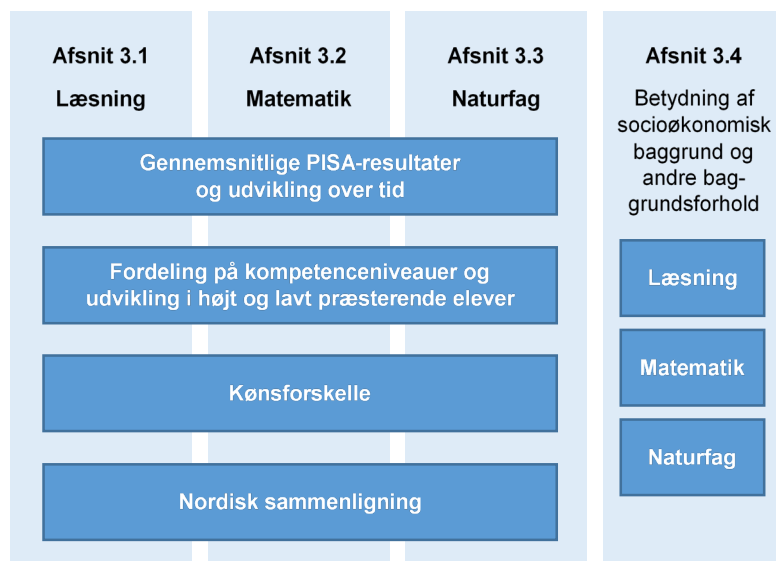 Afsnit 3.1
Læsning
Afsnit 3.2
Matematik
Afsnit 3.3
Naturfag
Gennemsnitlige PISA-resultater
og udvikling over tid
Fordeling på kompetenceniveauer og
udvikling i højt og lavt præsterende elever
Kønsforskelle
Nordisk sammenligning
Afsnit 3.4
Betydning af
socioøkonomisk
baggrund og
andre bag-
grundsforhold
Læsning
Matematik
Naturfag